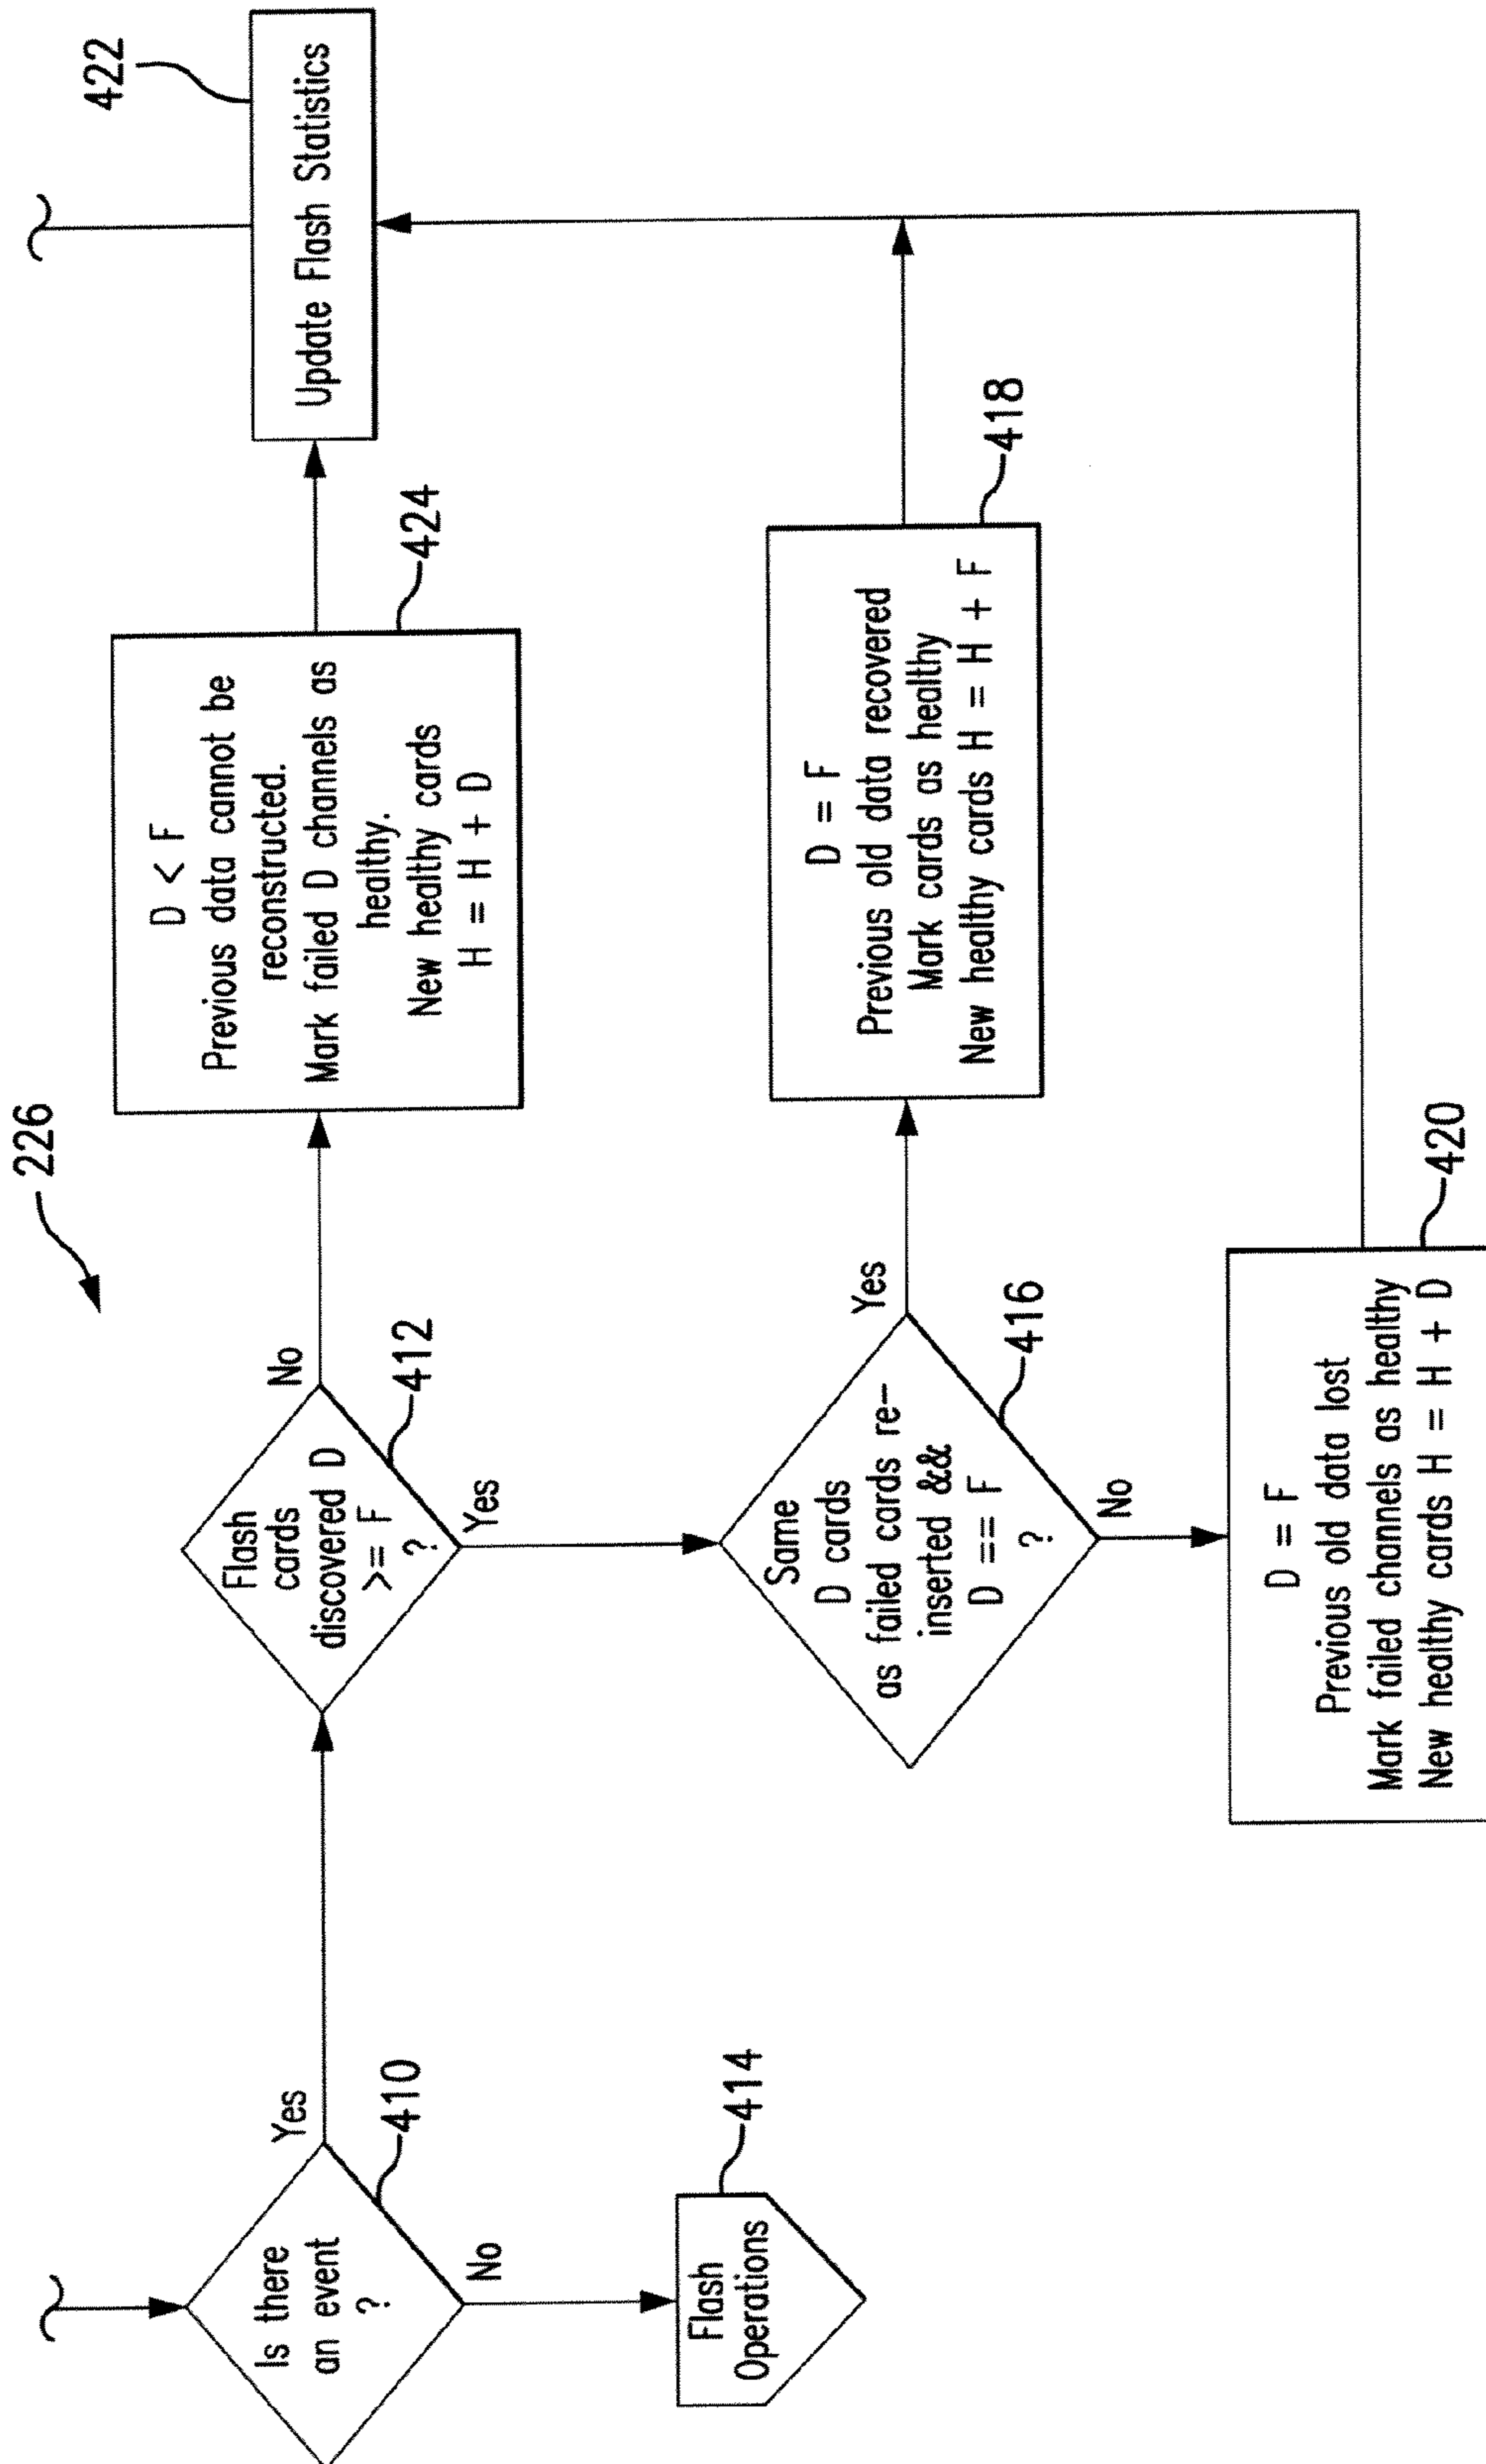 226
Is there
an event
?
410
Yes
No
Flash
Operations
414
Flash
cards
discovered D
>= F
?
412
No
Yes
D < F
Previous data cannot be
reconstructed.
Mark failed D channels as
healthy.
New healthy cards
H = H + D
424
Update Flash Statistics
422
Same
D cards
as failed cards re-
inserted &&
D == F
?
416
Yes
No
D = F
Previous old data recovered
Mark cards as healthy
New healthy cards H = H + F
418
D = F
Previous old data lost
Mark failed channels as healthy
New healthy cards H = H + D
420